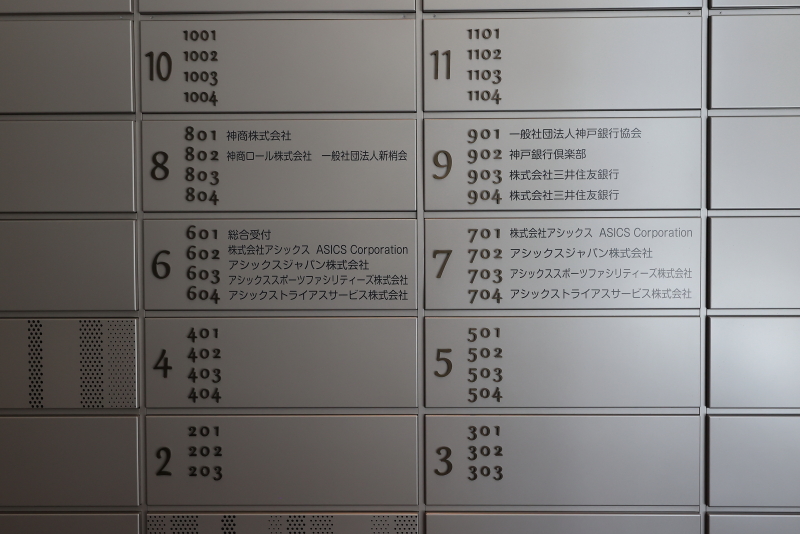 10
1001
1002
1003
1004
11
1101
1102
1103
1104
8
801 神商株式会社
802 神商ロール株式会社 一般社団法人新梢会
803
804
9
901 一般社団法人神戸銀行協会
902 神戸銀行倶楽部
903 株式会社三井住友銀行
904 株式会社三井住友銀行
6
601 総合受付
602 株式会社アシックス ASICS Corporation
アシックスジャパン株式会社
603 アシックススポーツファシリティーズ株式会社
604 アシックストライアスサービス株式会社
7
701 株式会社アシックス ASICS Corporation
702 アシックスジャパン株式会社
703 アシックススポーツファシリティーズ株式会社
704 アシックストライアスサービス株式会社
4
401
402
403
404
5
501
502
503
504
2
201
202
203
3
301
302
303